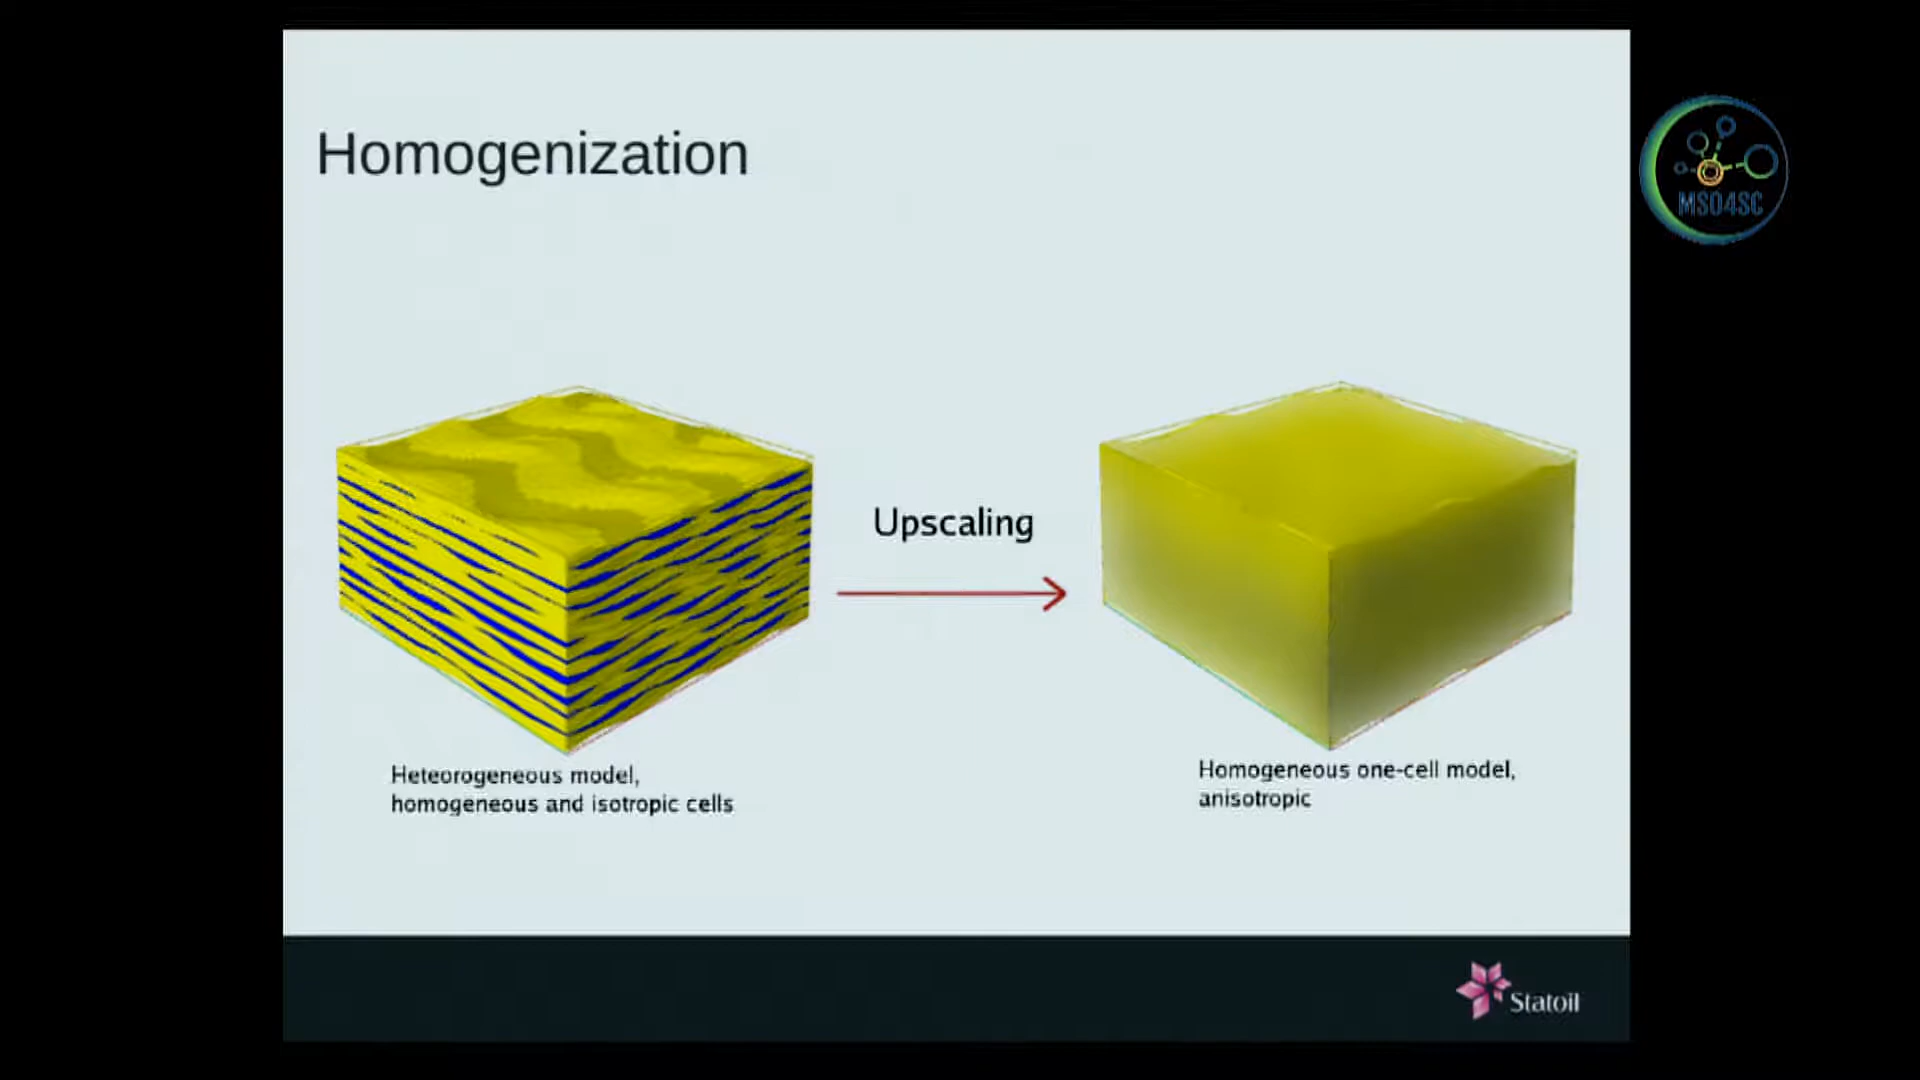 Homogenization
MSO4SC
Upscaling
Heteorogeneous model,
homogeneous and isotropic cells
Homogeneous one-cell model,
anisotropic
Statoil